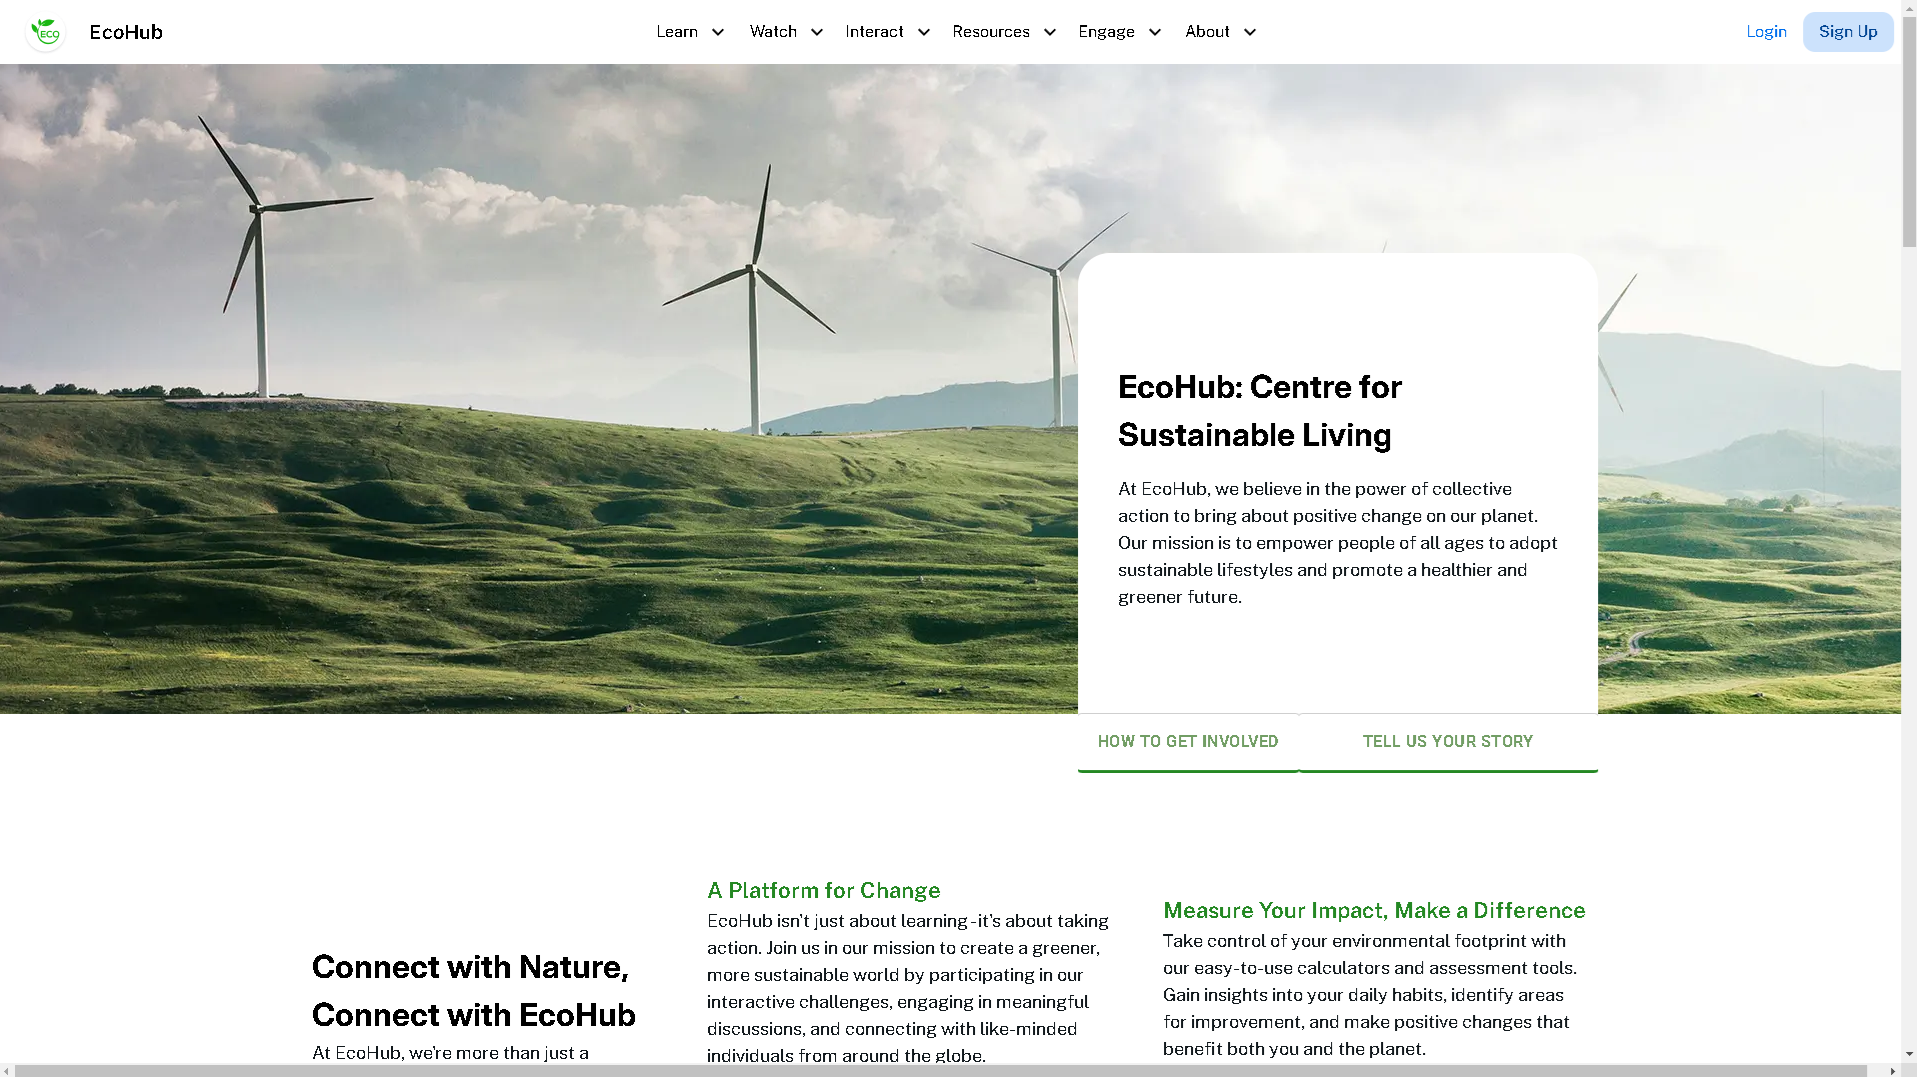 ECO
EcoHub
Learn
Watch
Interact
Resources
Engage
About
Login
Sign Up
EcoHub: Centre for
Sustainable Living
At EcoHub, we believe in the power of collective
action to bring about positive change on our planet.
Our mission is to empower people of all ages to adopt
sustainable lifestyles and promote a healthier and
greener future.
HOW TO GET INVOLVED
TELL US YOUR STORY
Connect with Nature,
Connect with EcoHub
At EcoHub, we're more than just a
A Platform for Change
EcoHub isn't just about learning - it's about taking
action. Join us in our mission to create a greener,
more sustainable world by participating in our
interactive challenges, engaging in meaningful
discussions, and connecting with like-minded
individuals from around the globe.
Measure Your Impact, Make a Difference
Take control of your environmental footprint with
our easy-to-use calculators and assessment tools.
Gain insights into your daily habits, identify areas
for improvement, and make positive changes that
benefit both you and the planet.